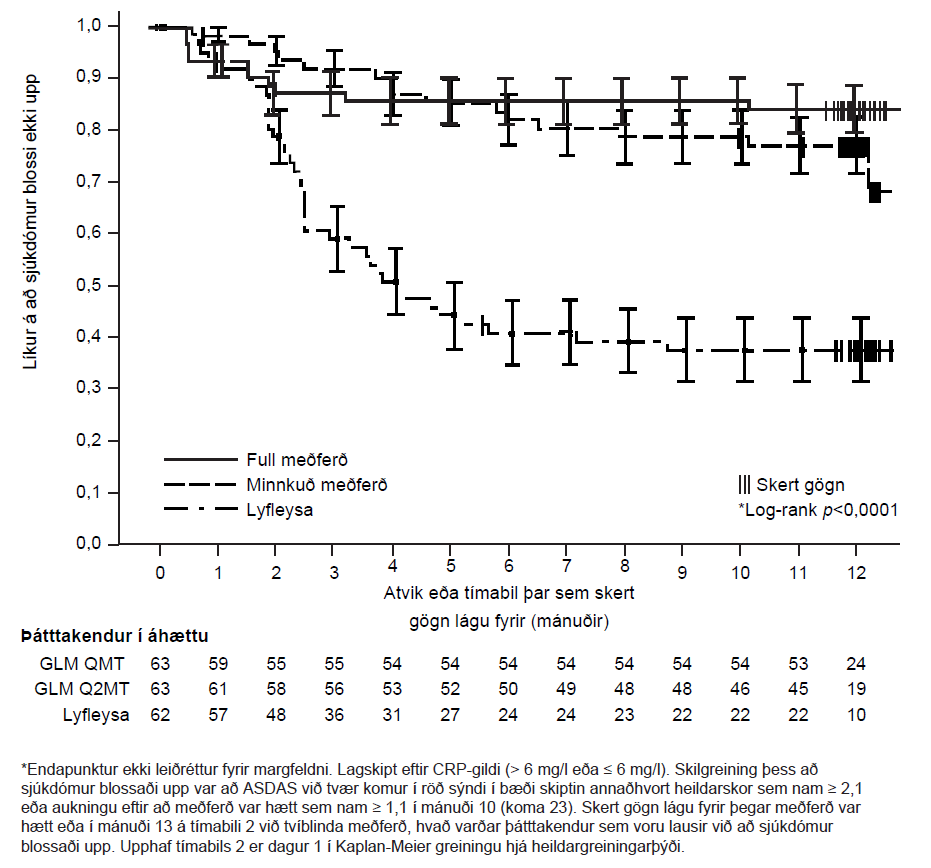 Líkur á að sjúkdómur blossi ekki upp
1,0
0,9
0,8
0,7
0,6
0,5
0,4
0,3
0,2
0,1
0,0
Full meðferð
Minnkuð meðferð
Lyfleysa
Skert gögn
*Log-rank p<0,0001
0 1 2 3 4 5 6 7 8 9 10 11 12
Atvik eða tímabil þar sem skert
gögn lágu fyrir (mánuðir)
Þátttakendur í áhættu
GLM QMT 63 59 55 55 54 54 54 54 54 54 54 53 24
GLM Q2MT 63 61 58 56 53 52 50 49 48 48 46 45 19
Lyfleysa 62 57 48 36 31 27 24 24 23 22 22 22 10
*Endapunktur ekki leiðréttur fyrir margfeldni. Lagskipt eftir CRP-gildi (> 6 mg/l eða ≤ 6 mg/l). Skilgreining þess að
sjúkdómur blossaði upp var að ASDAS við tvær komur í röð sýndi í bæði skiptin annaðhvort heildarskor sem nam ≥ 2,1
eða aukningu eftir að meðferð var hætt sem nam ≥ 1,1 í mánuði 10 (koma 23). Skert gögn lágu fyrir þegar meðferð var
hætt eða í mánuði 13 á tímabili 2 við tvíblinda meðferð, hvað varðar þátttakendur sem voru lausir við að sjúkdómur
blossaði upp. Upphaf tímabils 2 er dagur 1 í Kaplan-Meier greiningu hjá heildargreiningarþýði.